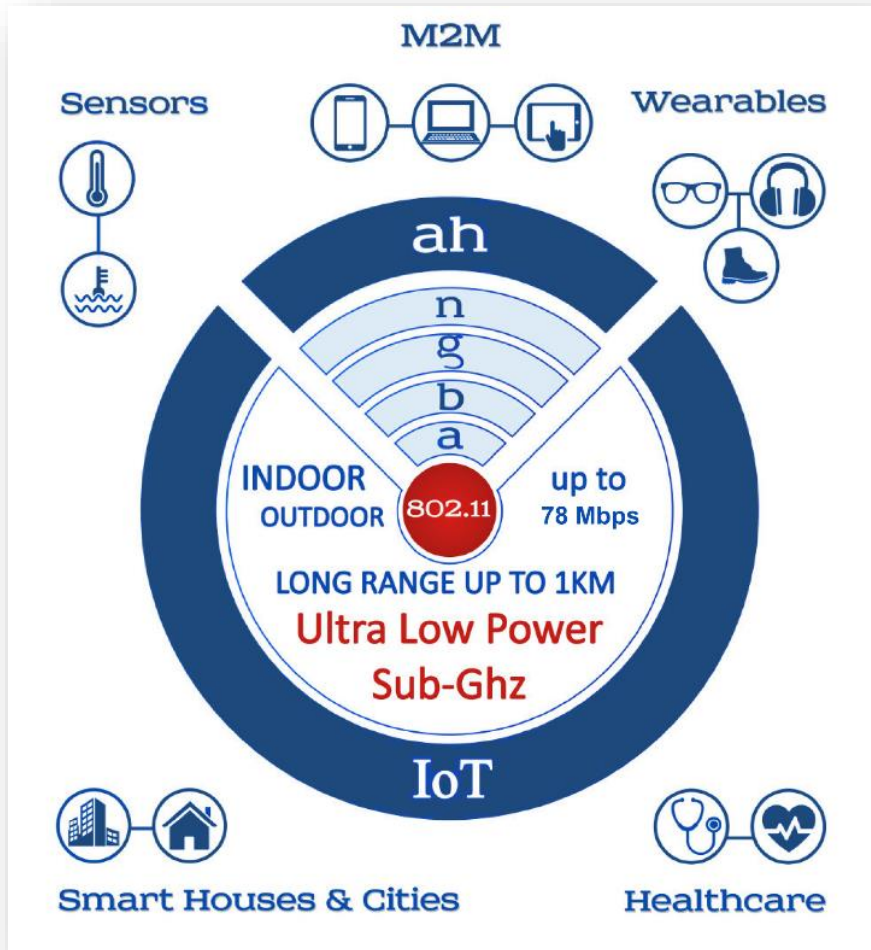 M2M
Sensors
Wearables
ah
n
g
b
a
INDOOR
OUTDOOR
802.11
up to
78 Mbps
LONG RANGE UP TO 1KM
Ultra Low Power
Sub-Ghz
IoT
Smart Houses & Cities
Healthcare